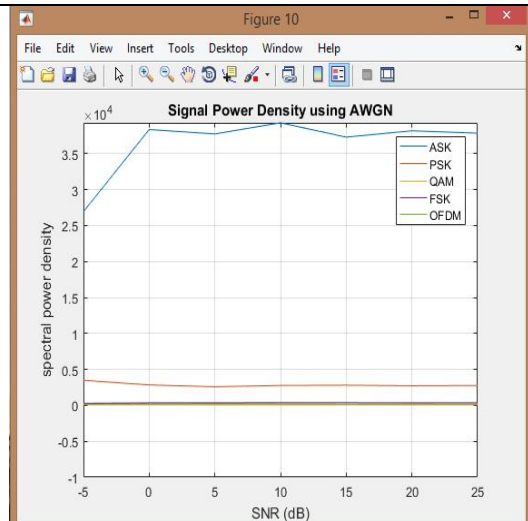 Figure 10
File Edit View Insert Tools Desktop Window Help
×10⁴
Signal Power Density using AWGN
3.5
3
2.5
2
1.5
1
0.5
0
-0.5
-1
spectral power density
ASK
PSK
QAM
FSK
OFDM
-5 0 5 10 15 20 25
SNR (dB)